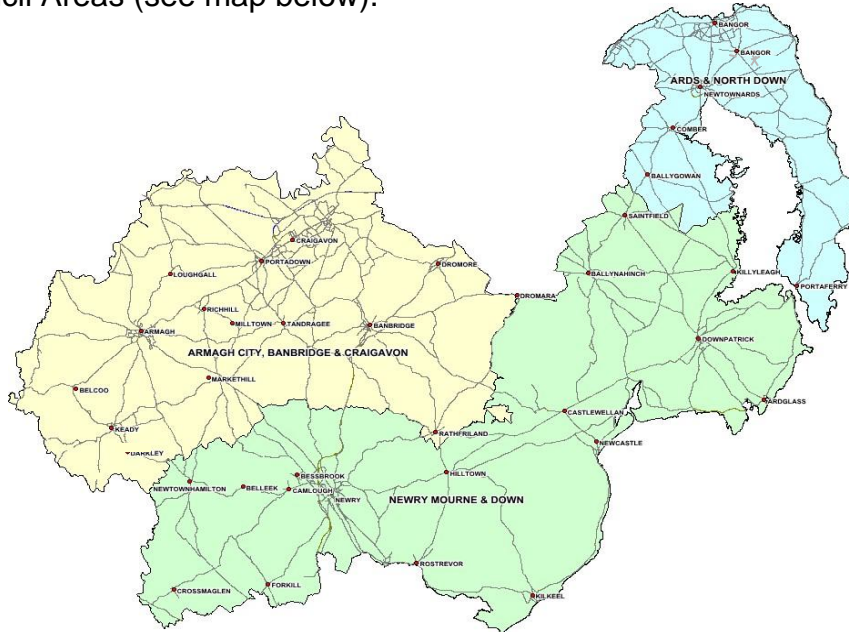 cil Areas (see map below).
BANGOR
BANGOR
ARDS & NORTH DOWN
NEWTOWNARDS
COMBER
BALLYGOWAN
SAINTFIELD
CRAIGAVON
PORTADOWN
DROMORE
LOUGHGALL
BALLYNAHINCH
KILLYLEAGH
PORTAFERRY
DROMARA
RICHHILL
MILLTOWN
TANDRAGEE
BANBRIDGE
ARMAGH
DOWNPATRICK
ARMAGH CITY, BANBRIDGE & CRAIGAVON
MARKETHILL
BELCOO
ARDGLASS
CASTLEWELLAN
KEADY
RATHFRILAND
NEWCASTLE
DARKLEY
BESSBROOK
HILLTOWN
NEWTOWNHAMILTON
BELLEEK
CAMLOUGH
NEWRY
NEWRY MOURNE & DOWN
ROSTREVOR
CROSSMAGLEN
FORKILL
KILKEEL